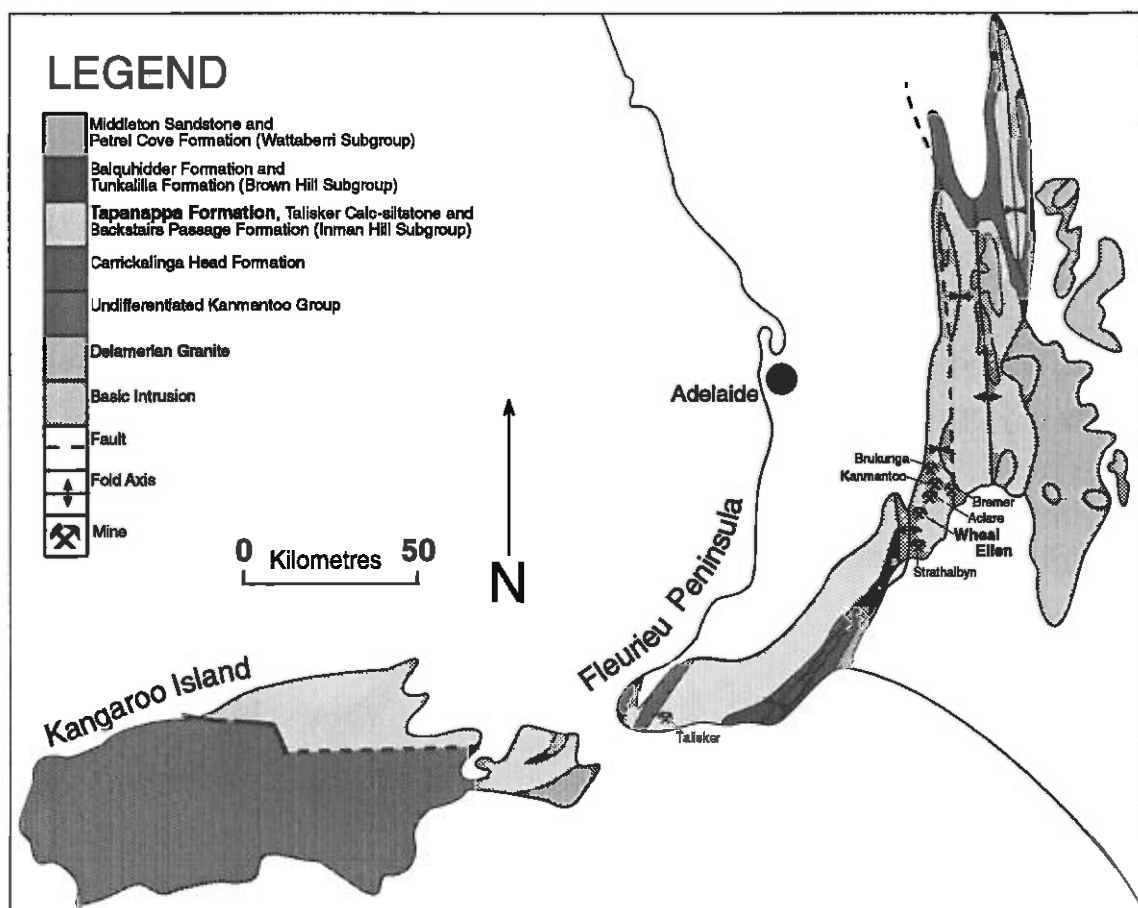 LEGEND
Middleton Sandstone and
Petrel Cove Formation (Wattaberri Subgroup)
Balquhidder Formation and
Tunkalilla Formation (Brown Hill Subgroup)
Tapanappa Formation, Talisker Calc-siltstone and
Backstairs Passage Formation (Inman Hill Subgroup)
Carrickalinga Head Formation
Undifferentiated Kanmantoo Group
Delamerian Granite
Basic Intrusion
Fault
Fold Axis
Mine
0 Kilometres 50
N
Adelaide
Brukunga
Kanmantoo
Bremer
Aclare
Wheal
Ellen
Strathalbyn
Fleurieu Peninsula
Kangaroo Island
Talisker